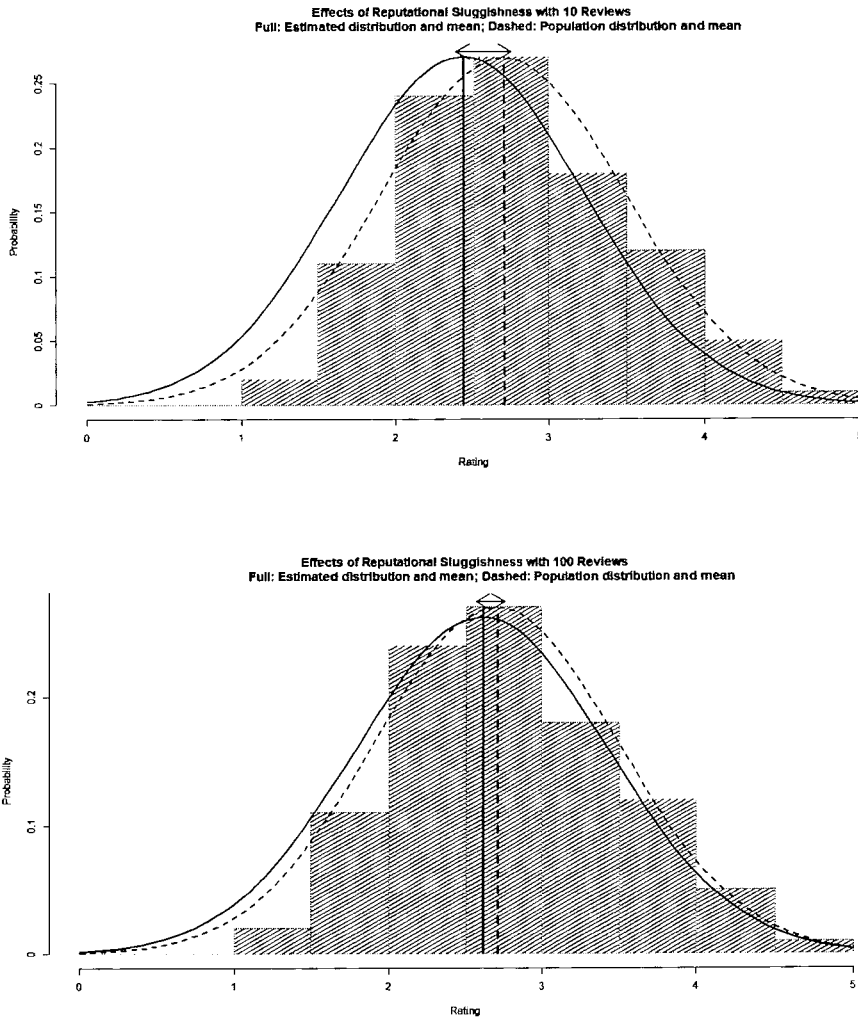 Effects of Reputational Sluggishness with 10 Reviews
Full: Estimated distribution and mean; Dashed: Population distribution and mean
0.25
0.2
0.15
0.1
0.05
0
Probability
0
1
2
3
4
Rating
Effects of Reputational Sluggishness with 100 Reviews
Full: Estimated distribution and mean; Dashed: Population distribution and mean
0.2
0.1
0
Probability
0
1
2
3
4
5
Rating